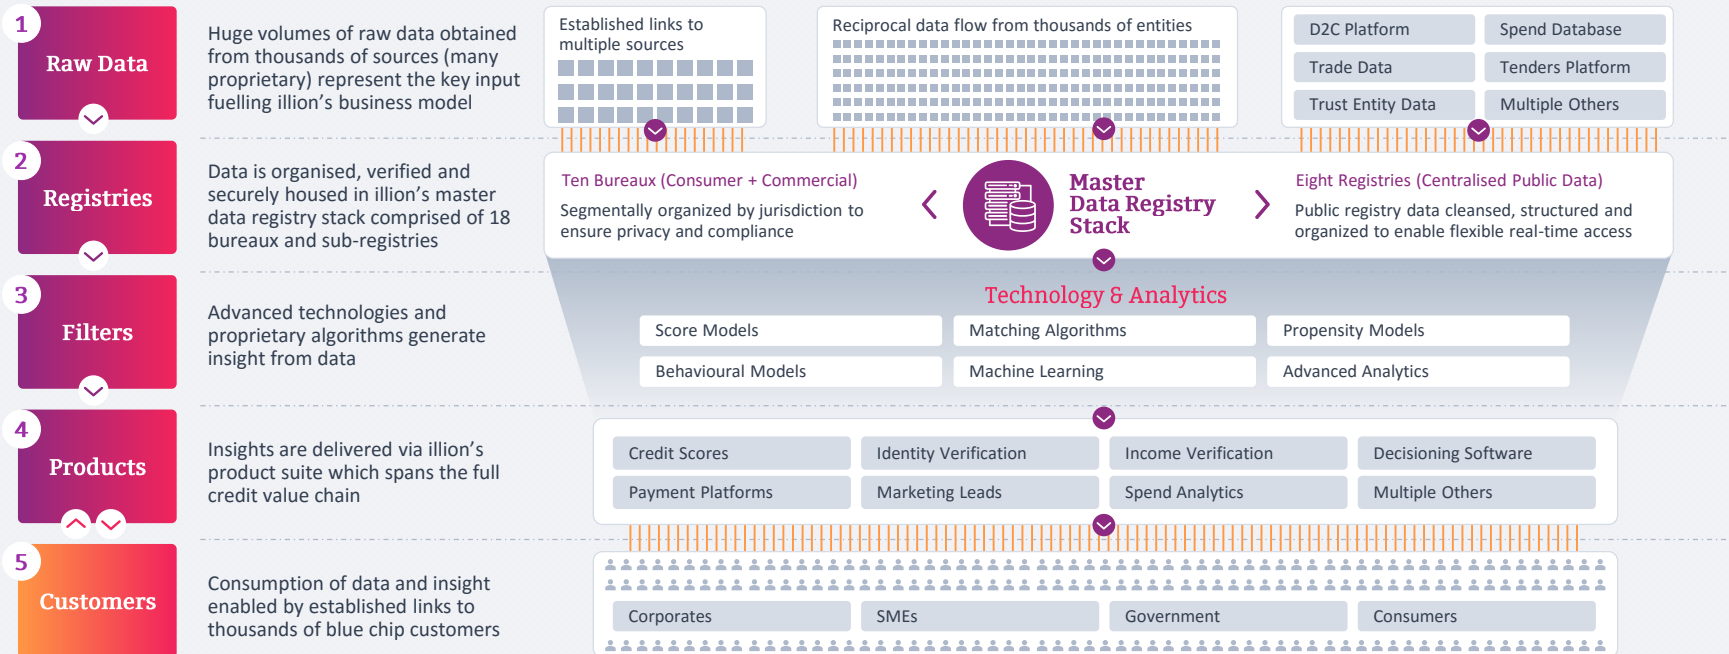 1
Raw Data
Huge volumes of raw data obtained
from thousands of sources (many
proprietary) represent the key input
fuelling illion's business model
Established links to
multiple sources
Reciprocal data flow from thousands of entities
D2C Platform
Spend Database
Trade Data
Tenders Platform
Trust Entity Data
Multiple Others
2
Registries
Data is organised, verified and
securely housed in illion's master
data registry stack comprised of 18
bureaux and sub-registries
Ten Bureaux (Consumer + Commercial)
Segmentally organized by jurisdiction to
ensure privacy and compliance
Master
Data Registry
Stack
Eight Registries (Centralised Public Data)
Public registry data cleansed, structured and
organized to enable flexible real-time access
3
Filters
Advanced technologies and
proprietary algorithms generate
insight from data
Technology & Analytics
Score Models
Matching Algorithms
Propensity Models
Behavioural Models
Machine Learning
Advanced Analytics
4
Products
Insights are delivered via illion's
product suite which spans the full
credit value chain
Credit Scores
Identity Verification
Income Verification
Decisioning Software
Payment Platforms
Marketing Leads
Spend Analytics
Multiple Others
5
Customers
Consumption of data and insight
enabled by established links to
thousands of blue chip customers
Corporates
SMEs
Government
Consumers